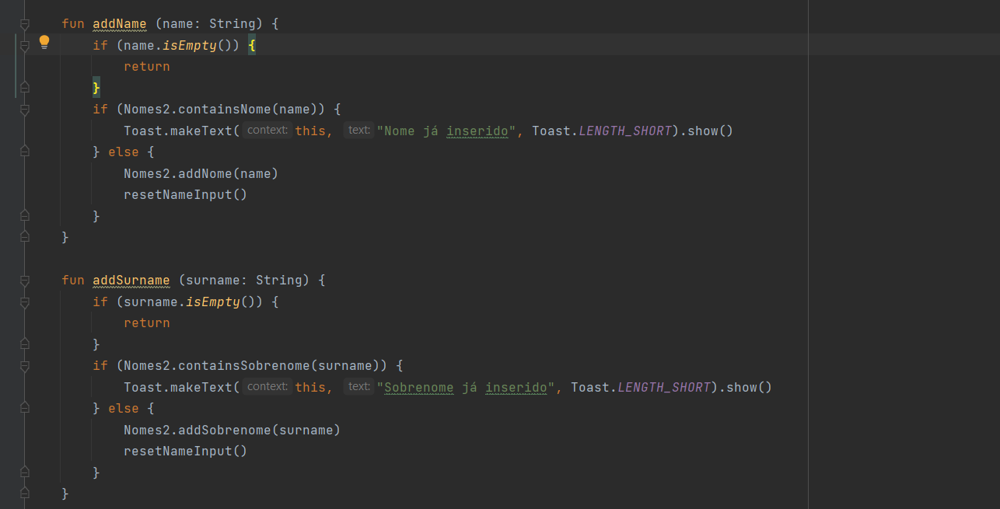 fun addName (name: String) {
if (name.isEmpty()) {
return
}
if (Nomes2.containsNome(name)) {
Toast.makeText( context: this, text: "Nome já inserido", Toast.LENGTH_SHORT).show()
} else {
Nomes2.addNome(name)
resetNameInput()
}
}
fun addSurname (surname: String) {
if (surname.isEmpty()) {
return
}
if (Nomes2.containsSobrenome(surname)) {
Toast.makeText( context: this, text: "Sobrenome já inserido", Toast.LENGTH_SHORT).show()
} else {
Nomes2.addSobrenome(surname)
resetNameInput()
}
}